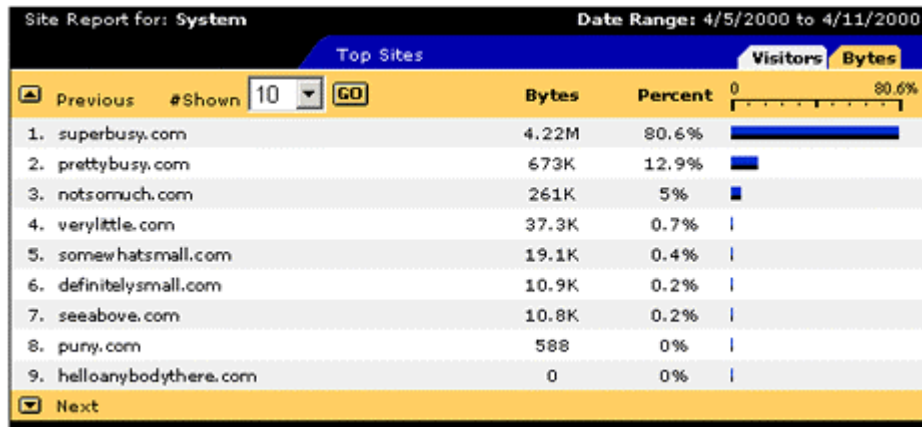 Site Report for: System Date Range: 4/5/2000 to 4/11/2000
Top Sites Visitors Bytes
Previous #Shown 10 GO Bytes Percent 0 80.6%
1. superbusy.com 4.22M 80.6%
2. prettybusy.com 673K 12.9%
3. notsomuch.com 261K 5%
4. verylittle.com 37.3K 0.7%
5. somewhatsmall.com 19.1K 0.4%
6. definitelysmall.com 10.9K 0.2%
7. seeabove.com 10.8K 0.2%
8. puny.com 588 0%
9. helloanybodythere.com 0 0%
Next